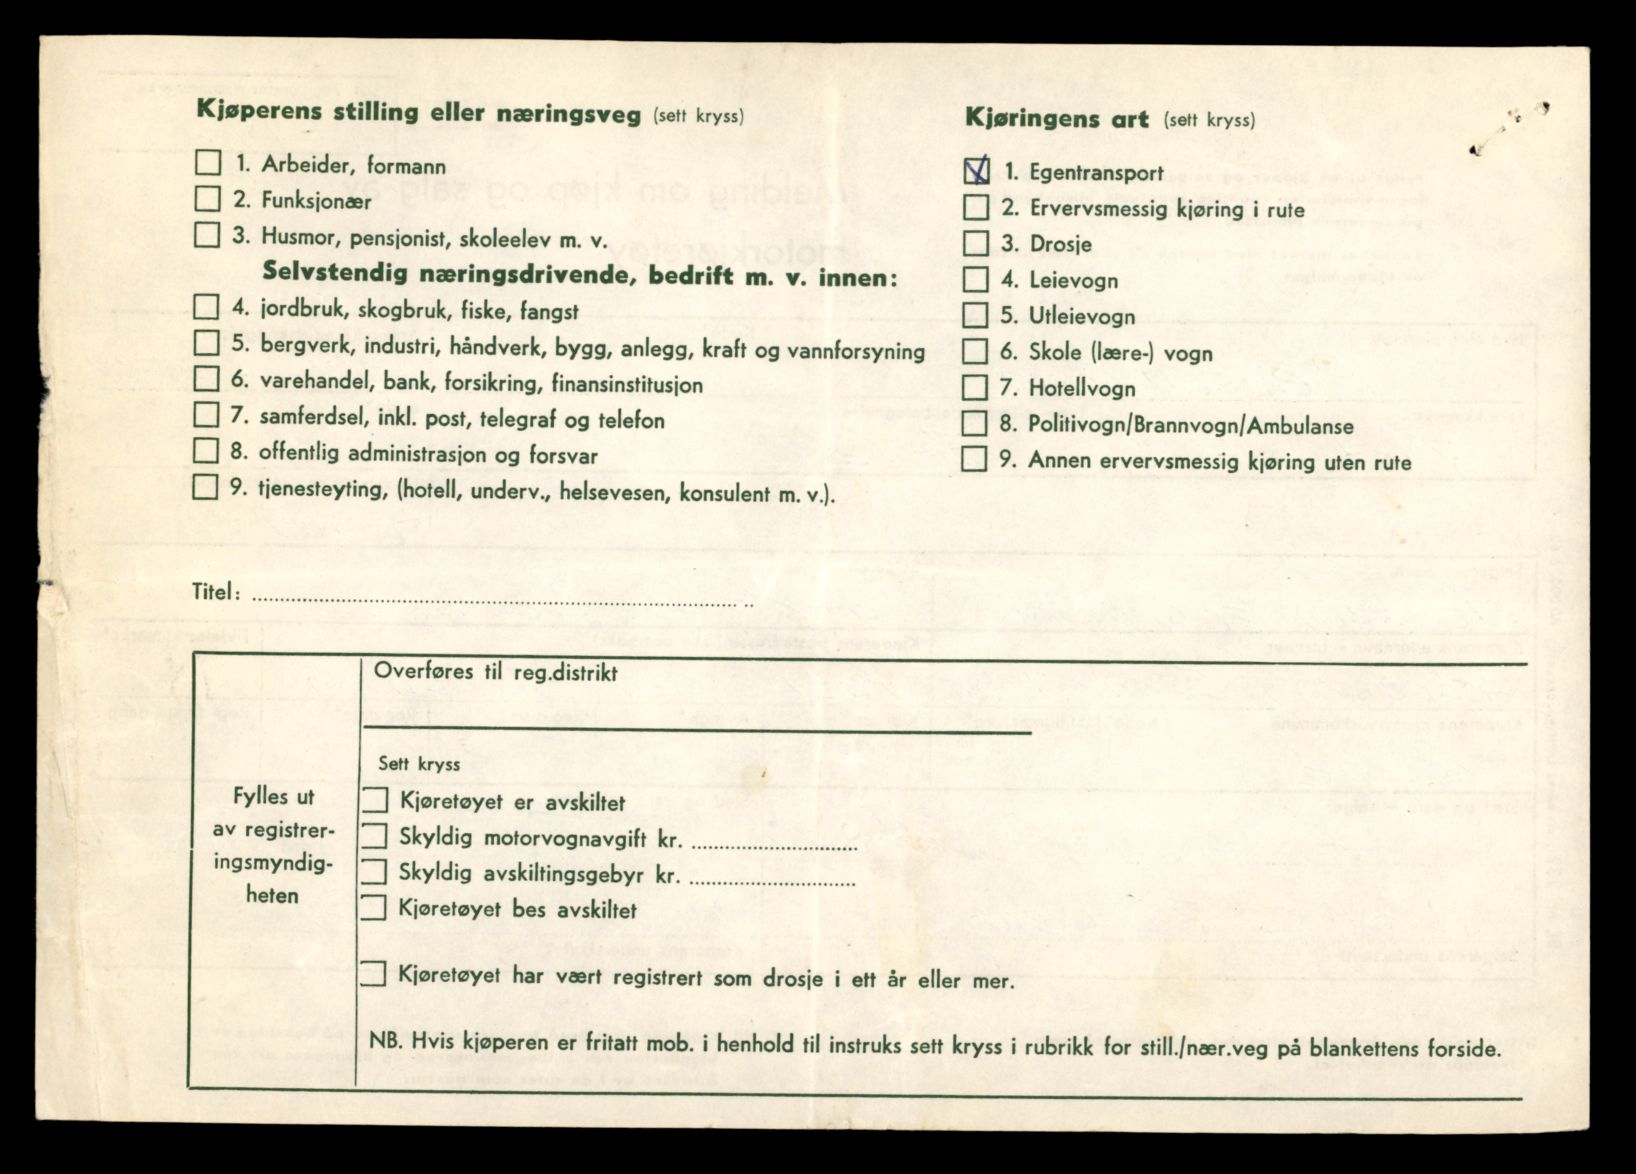 Kjøperens stilling eller næringsveg (sett kryss)
1. Arbeider, formann
2. Funksjonær
3. Husmor, pensjonist, skoleelev m. v.
Selvstendig næringsdrivende, bedrift m. v. innen:
4. jordbruk, skogbruk, fiske, fangst
5. bergverk, industri, håndverk, bygg, anlegg, kraft og vannforsyning
6. varehandel, bank, forsikring, finansinstitusjon
7. samferdsel, inkl. post, telegraf og telefon
8. offentlig administrasjon og forsvar
9. tjenesteyting, (hotell, underv., helsevesen, konsulent m. v.).
Kjøringens art (sett kryss)
1. Egentransport
2. Ervervsmessig kjøring i rute
3. Drosje
4. Leievogn
5. Utleievogn
6. Skole (lære-) vogn
7. Hotellvogn
8. Politivogn/Brannvogn/Ambulanse
9. Annen ervervsmessig kjøring uten rute
Titel:
Fylles ut
av registrer-
ingsmyndig-
heten
Overføres til reg.distrikt
Sett kryss
Kjøretøyet er avskiltet
Skyldig motorvognavgift kr.
Skyldig avskiltingsgebyr kr.
Kjøretøyet bes avskiltet
Kjøretøyet har vært registrert som drosje i ett år eller mer.
NB. Hvis kjøperen er fritatt mob. i henhold til instruks sett kryss i rubrikk for still./nær.veg på blankettens forside.